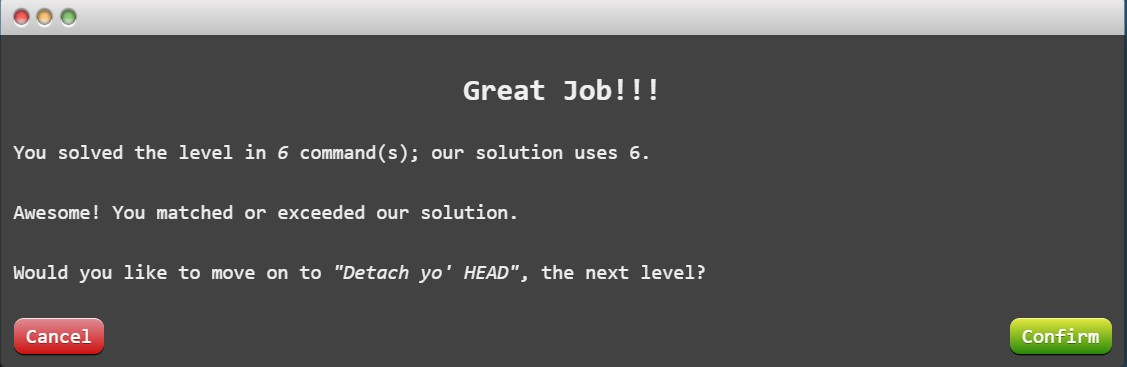 Great Job!!!
You solved the level in 6 command(s); our solution uses 6.
Awesome! You matched or exceeded our solution.
Would you like to move on to "Detach yo' HEAD", the next level?
Cancel
Confirm